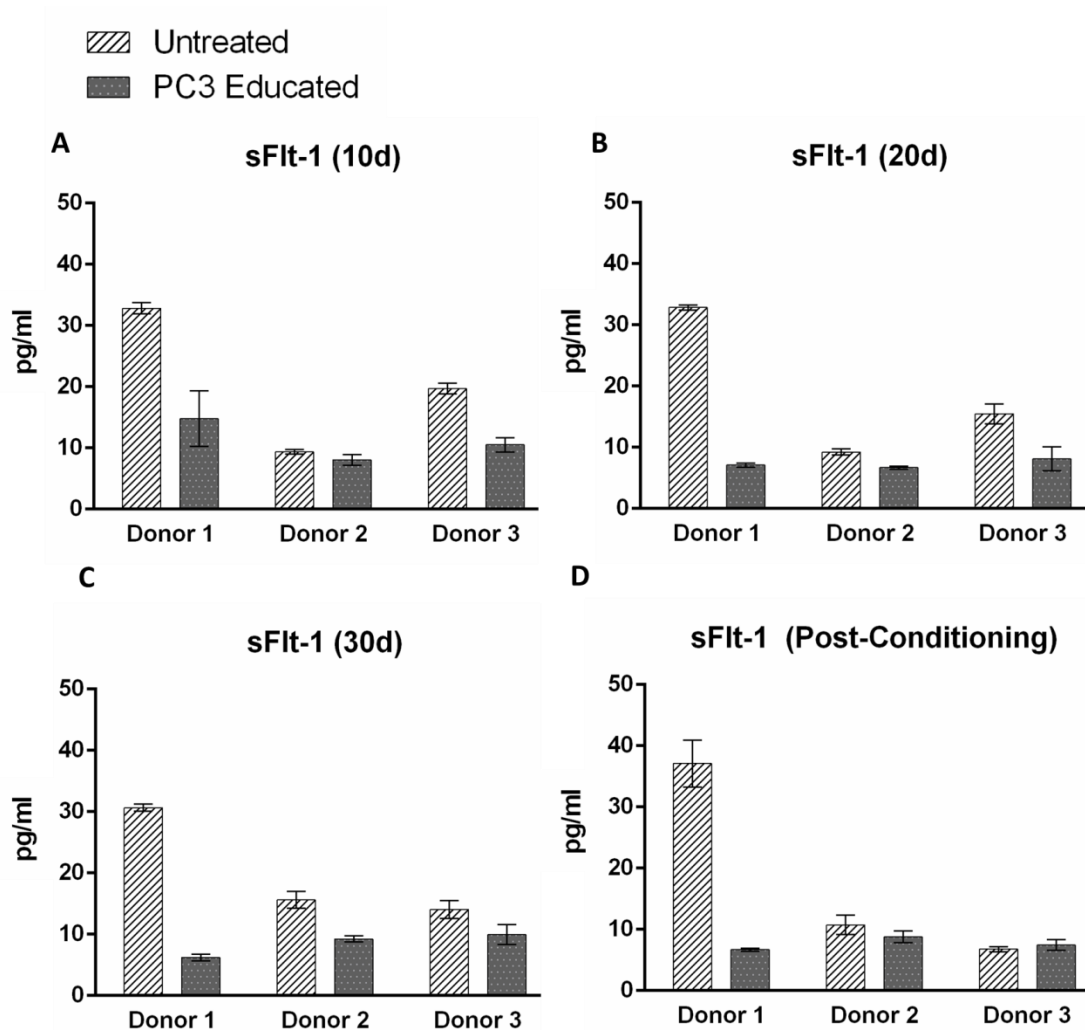 Untreated
PC3 Educated
A
sFlt-1 (10d)
50
40
30
20
10
0
pg/ml
Donor 1 Donor 2 Donor 3
B
sFlt-1 (20d)
50
40
30
20
10
0
pg/ml
Donor 1 Donor 2 Donor 3
C
sFlt-1 (30d)
50
40
30
20
10
0
pg/ml
Donor 1 Donor 2 Donor 3
D
sFlt-1 (Post-Conditioning)
50
40
30
20
10
0
pg/ml
Donor 1 Donor 2 Donor 3